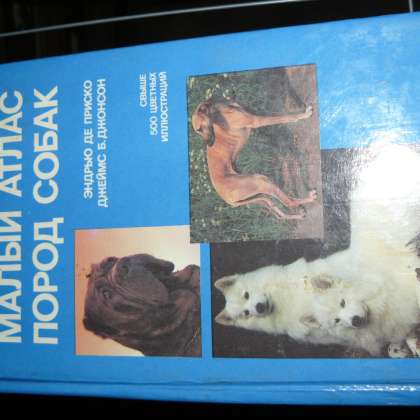 МАЛЫЙ АТЛАС
ПОРОД СОБАК
ЭНДРЬЮ ДЕ ПРИСКО
ДЖЕЙМС Б. ДЖОНСОН
СВЫШЕ
500 ЦВЕТНЫХ
ИЛЛЮСТРАЦИЙ